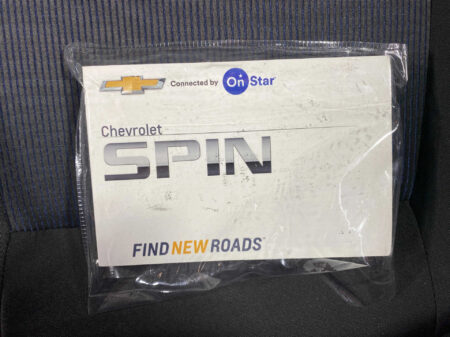 Connected by OnStar
Chevrolet
SPIN
FIND NEW ROADS